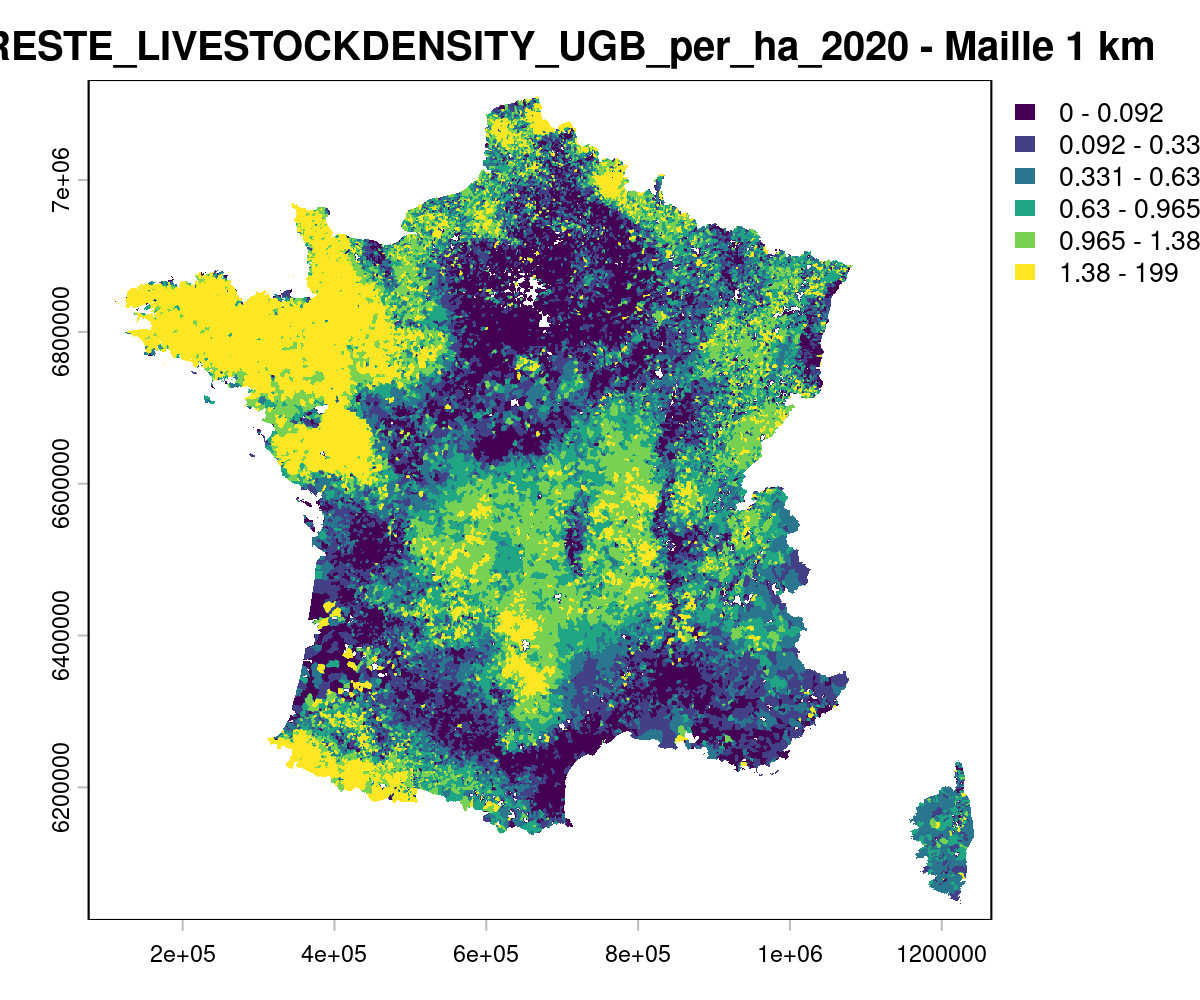 RESTE_LIVESTOCKDENSITY_UGB_per_ha_2020 - Maille 1 km
0 - 0.092
0.092 - 0.33
0.331 - 0.63
0.63 - 0.965
0.965 - 1.38
1.38 - 199
7e+06
6800000
6600000
6400000
6200000
2e+05
4e+05
6e+05
8e+05
1e+06
1200000